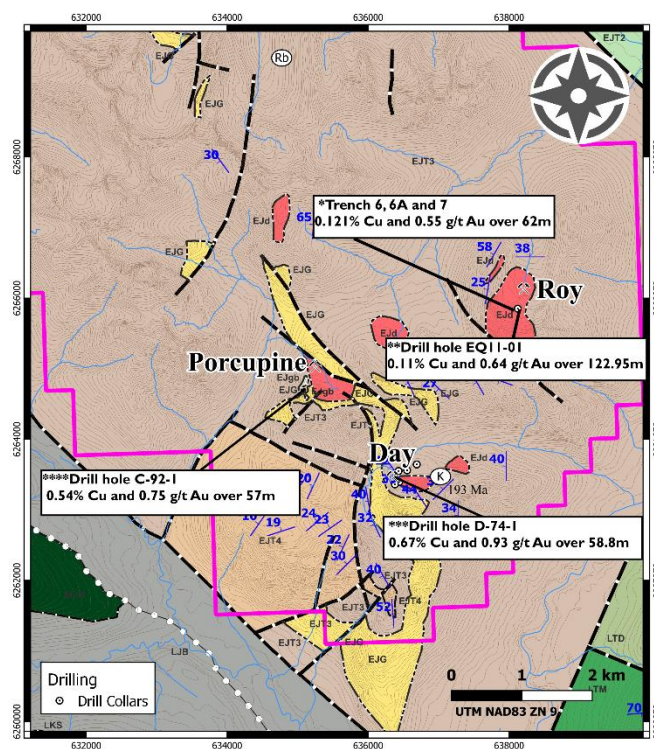 632000
634000
636000
638000
EJT2
EJG
Rb
6268000
30
EJT3
*Trench 6, 6A and 7
0.121% Cu and 0.55 g/t Au over 62m
EJd
65
58
38
EJd
EJG
EJG
25
6266000
Roy
EJd
EJd
**Drill hole EQ11-01
0.11% Cu and 0.64 g/t Au over 122.95m
Porcupine
EJgb
EJgb
EJG
27
EJG
EJG
EJT3
6264000
Day
EJd
40
****Drill hole C-92-1
0.54% Cu and 0.75 g/t Au over 57m
20
40
44
K
193 Ma
34
24
19
23
EJT4
22
32
30
***Drill hole D-74-1
0.67% Cu and 0.93 g/t Au over 58.8m
40
EJT3
6262000
EJT3
52
EJT4
EJT3
EJG
LJB
EJG
LTD
Drilling
Drill Collars
0
1
2 km
LTM
UTM NAD83 ZN 9
LKS
70
6260000
632000
634000
636000
638000